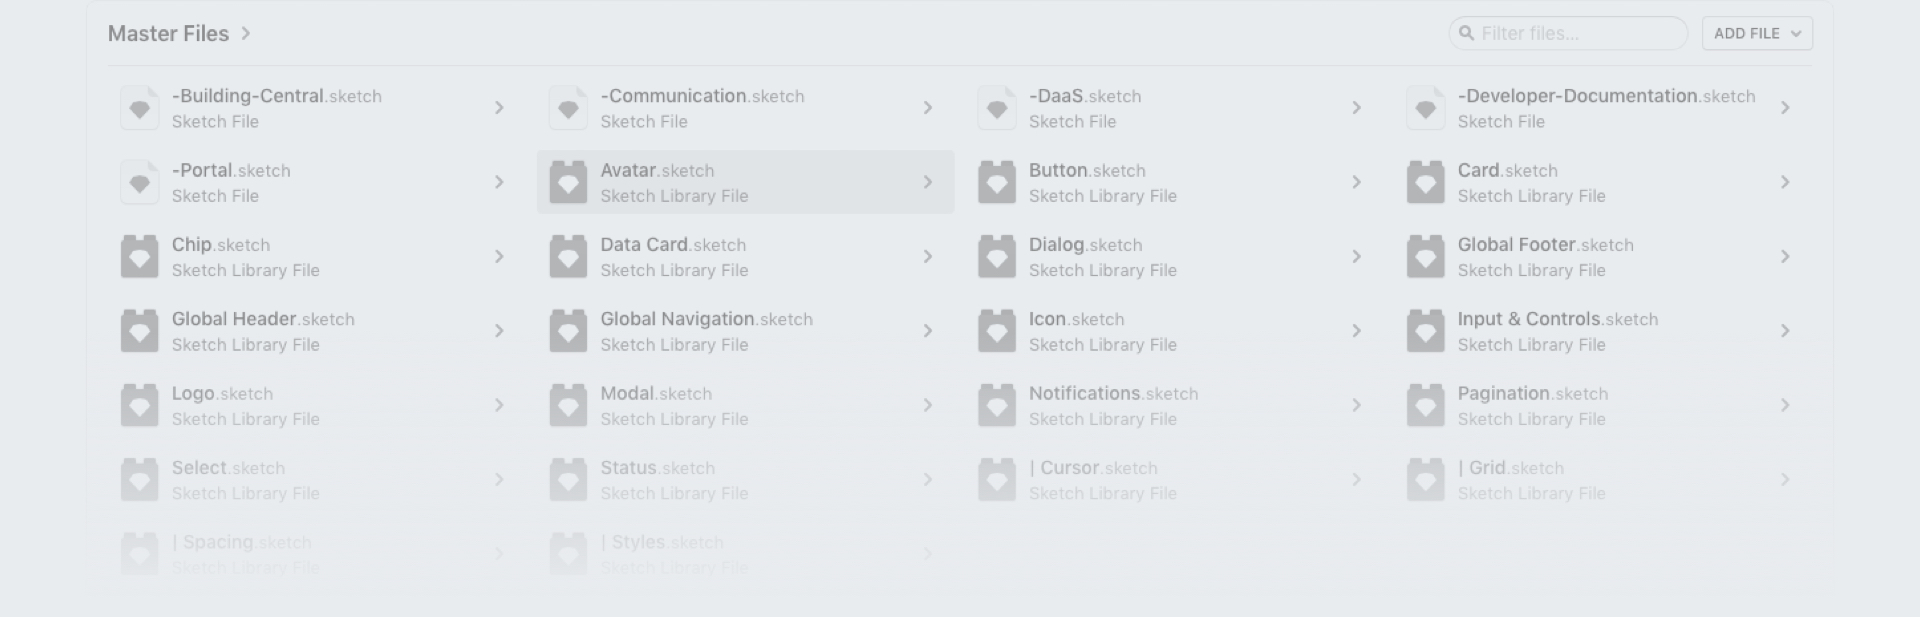 Master Files
Filter files...
ADD FILE
-Building-Central.sketch
Sketch File
-Communication.sketch
Sketch File
-DaaS.sketch
Sketch File
-Developer-Documentation.sketch
Sketch File
-Portal.sketch
Sketch File
Avatar.sketch
Sketch Library File
Button.sketch
Sketch Library File
Card.sketch
Sketch Library File
Chip.sketch
Sketch Library File
Data Card.sketch
Sketch Library File
Dialog.sketch
Sketch Library File
Global Footer.sketch
Sketch Library File
Global Header.sketch
Sketch Library File
Global Navigation.sketch
Sketch Library File
Icon.sketch
Sketch Library File
Input & Controls.sketch
Sketch Library File
Logo.sketch
Sketch Library File
Modal.sketch
Sketch Library File
Notifications.sketch
Sketch Library File
Pagination.sketch
Sketch Library File
Select.sketch
Sketch Library File
Status.sketch
Sketch Library File
| Cursor.sketch
Sketch Library File
| Grid.sketch
Sketch Library File
| Spacing.sketch
Sketch Library File
| Styles.sketch
Sketch Library File